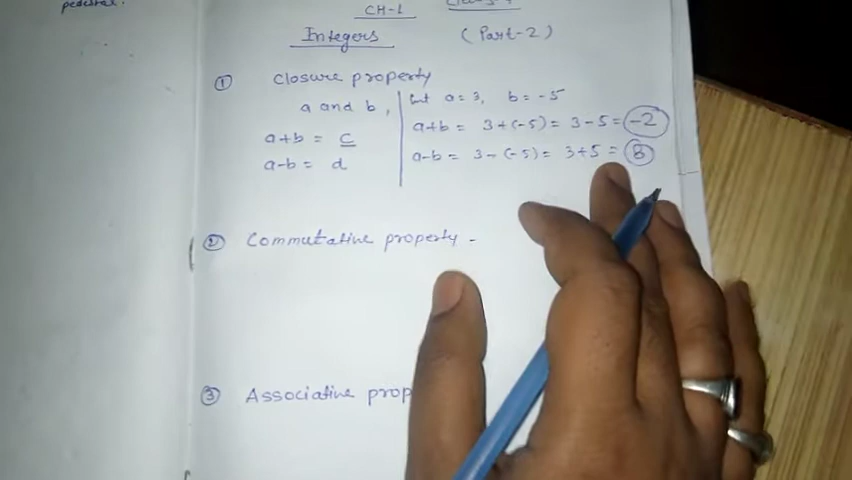 pedestal.
CH-1
Integers (Part-2)
① Closure property
a and b, let a = 3, b = -5
a+b = c a+b = 3+(-5) = 3-5 = -2
a-b = d a-b = 3-(-5) = 3+5 = 8
② Commutative property -
③ Associative prop